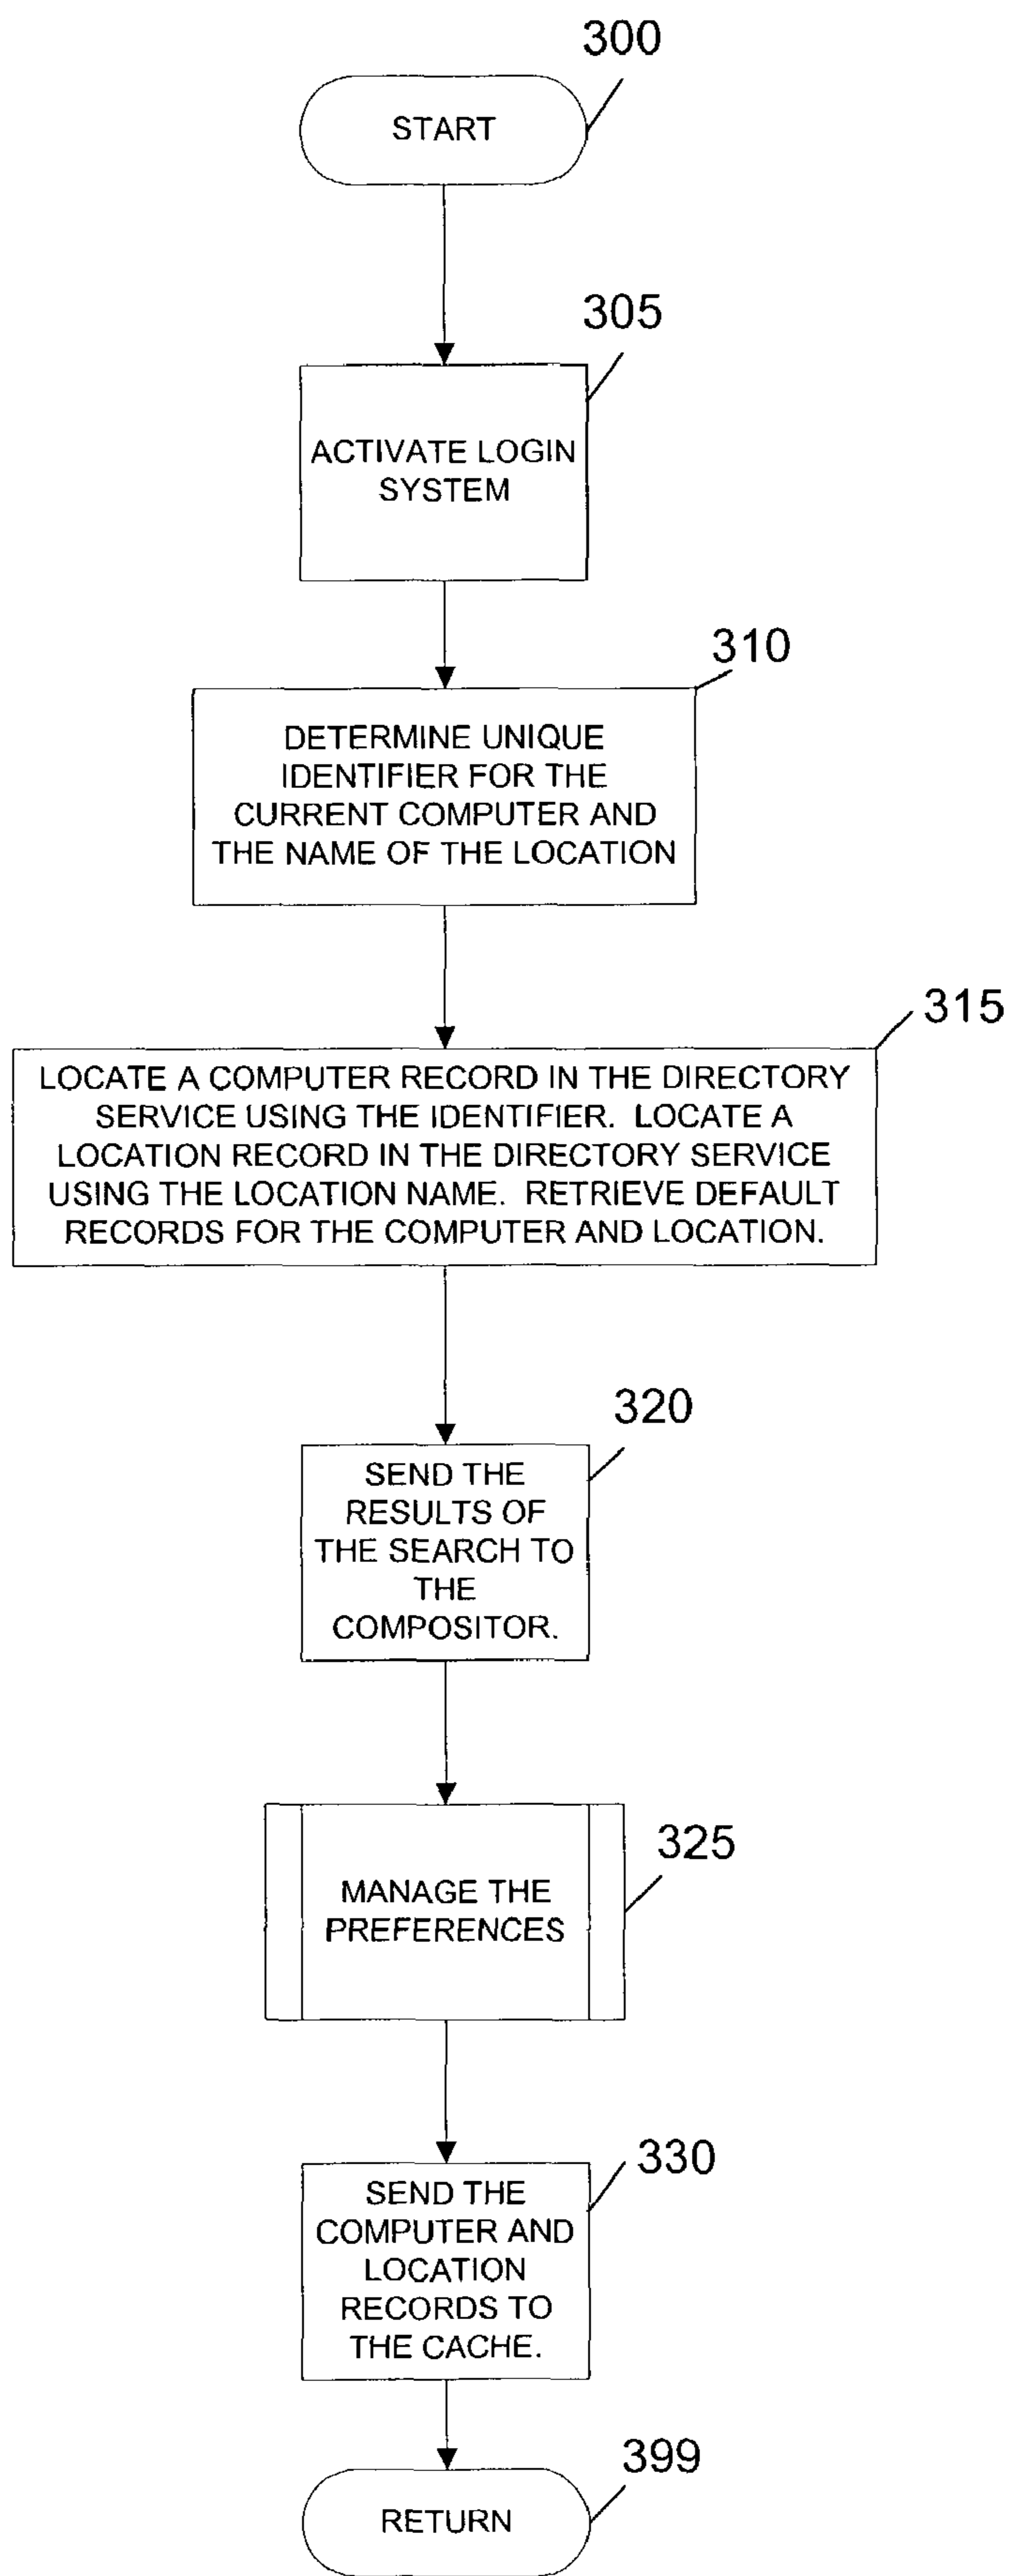 300
START
305
ACTIVATE LOGIN
SYSTEM
310
DETERMINE UNIQUE
IDENTIFIER FOR THE
CURRENT COMPUTER AND
THE NAME OF THE LOCATION
315
LOCATE A COMPUTER RECORD IN THE DIRECTORY
SERVICE USING THE IDENTIFIER. LOCATE A
LOCATION RECORD IN THE DIRECTORY SERVICE
USING THE LOCATION NAME. RETRIEVE DEFAULT
RECORDS FOR THE COMPUTER AND LOCATION.
320
SEND THE
RESULTS OF
THE SEARCH TO
THE
COMPOSITOR.
325
MANAGE THE
PREFERENCES
330
SEND THE
COMPUTER AND
LOCATION
RECORDS TO
THE CACHE.
399
RETURN